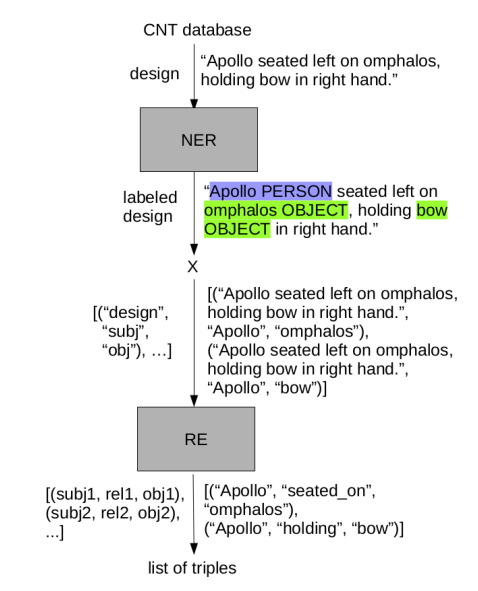 CNT database
design
“Apollo seated left on omphalos,
holding bow in right hand.”
NER
labeled
design
“Apollo PERSON seated left on
omphalos OBJECT, holding bow
OBJECT in right hand.”
X
[(“design”,
“subj”,
“obj”), …]
[(“Apollo seated left on omphalos,
holding bow in right hand.”,
“Apollo”, “omphalos”),
(“Apollo seated left on omphalos,
holding bow in right hand.”,
“Apollo”, “bow”)]
RE
[(subj1, rel1, obj1),
(subj2, rel2, obj2),
...]
[(“Apollo”, “seated_on”,
“omphalos”),
(“Apollo”, “holding”, “bow”)]
list of triples